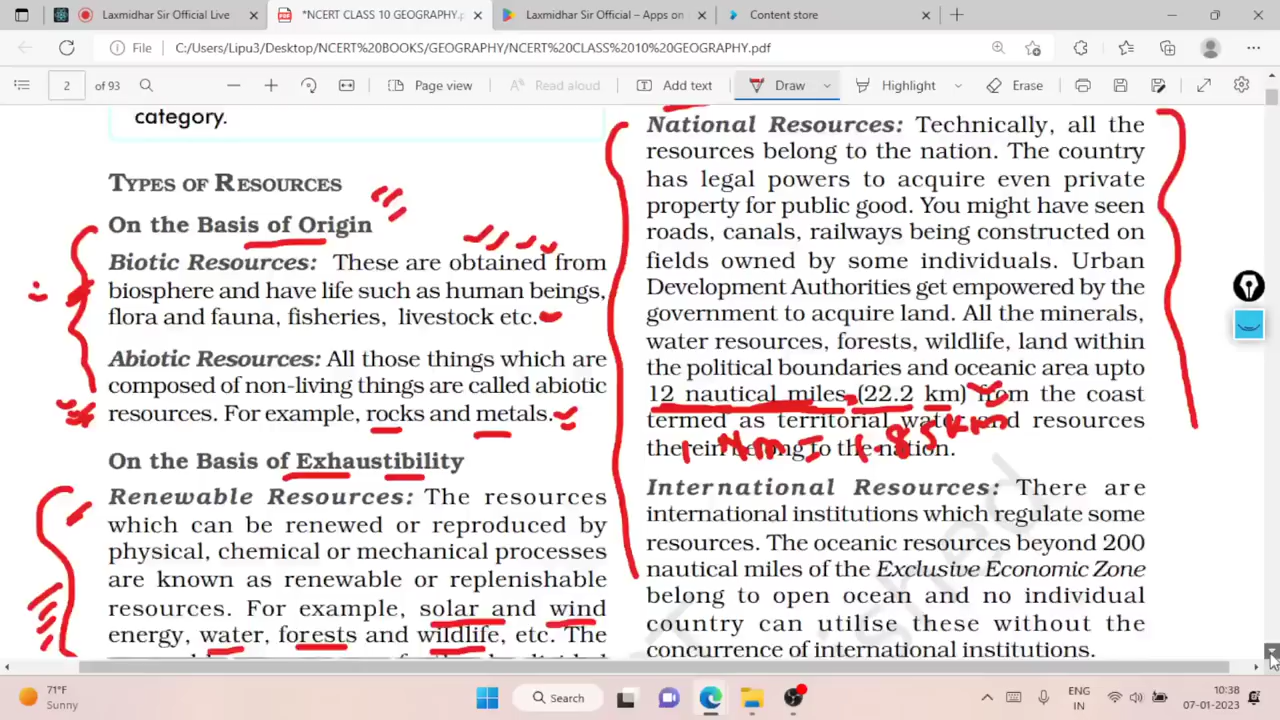 Laxmidhar Sir Official Live
*NCERT CLASS 10 GEOGRAPHY.p
Laxmidhar Sir Official – Apps on
Content store
File
C:/Users/Lipu3/Desktop/NCERT%20BOOKS/GEOGRAPHY/NCERT%20CLASS%2010%20GEOGRAPHY.pdf
2 of 93
Page view
Read aloud
Add text
Draw
Highlight
Erase
category.
TYPES OF RESOURCES
On the Basis of Origin
Biotic Resources: These are obtained from
biosphere and have life such as human beings,
flora and fauna, fisheries, livestock etc.
Abiotic Resources: All those things which are
composed of non-living things are called abiotic
resources. For example, rocks and metals.
On the Basis of Exhaustibility
Renewable Resources: The resources
which can be renewed or reproduced by
physical, chemical or mechanical processes
are known as renewable or replenishable
resources. For example, solar and wind
energy, water, forests and wildlife, etc. The
National Resources: Technically, all the
resources belong to the nation. The country
has legal powers to acquire even private
property for public good. You might have seen
roads, canals, railways being constructed on
fields owned by some individuals. Urban
Development Authorities get empowered by the
government to acquire land. All the minerals,
water resources, forests, wildlife, land within
the political boundaries and oceanic area upto
12 nautical miles (22.2 km) from the coast
termed as territorial water and resources
therein belong to the nation.
1 Nm = 1.85km
International Resources: There are
international institutions which regulate some
resources. The oceanic resources beyond 200
nautical miles of the Exclusive Economic Zone
belong to open ocean and no individual
country can utilise these without the
concurrence of international institutions.
shed
71°F
Sunny
Search
ENG
IN
10:38
07-01-2023